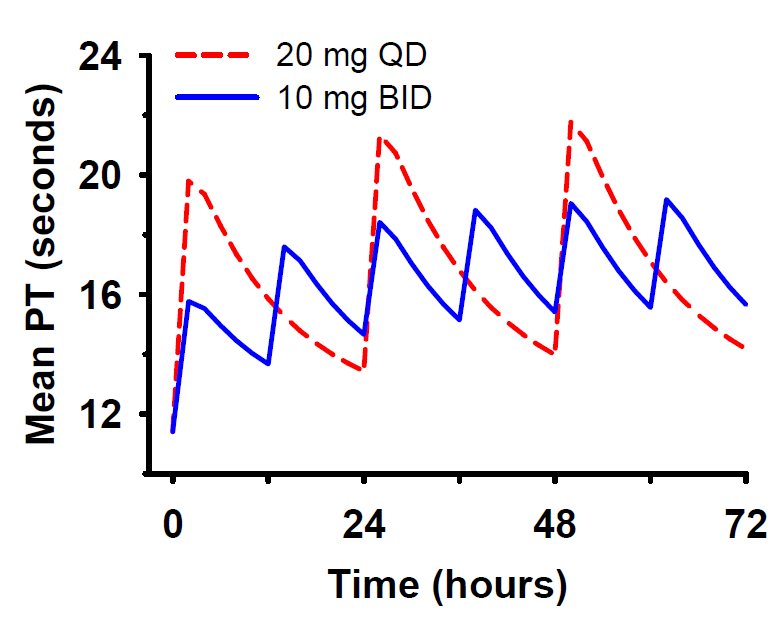 24
20 mg QD
10 mg BID
20
16
12
Mean PT (seconds)
0 24 48 72
Time (hours)